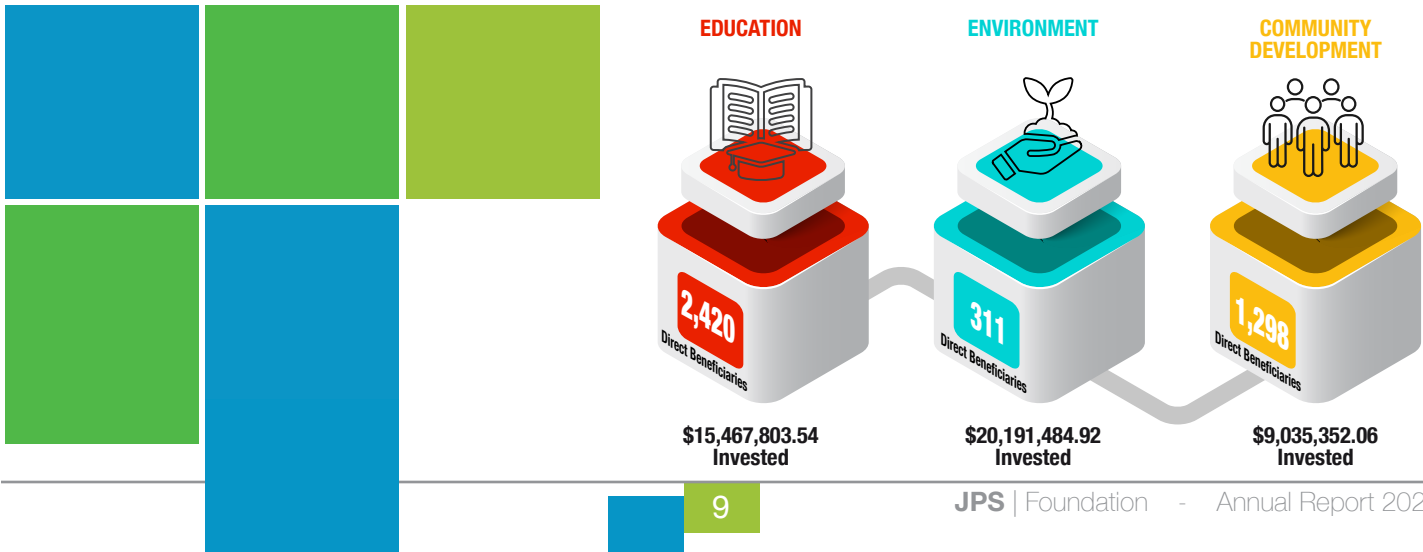 EDUCATION
2,420
Direct Beneficiaries
$15,467,803.54
Invested
ENVIRONMENT
311
Direct Beneficiaries
$20,191,484.92
Invested
COMMUNITY
DEVELOPMENT
1,298
Direct Beneficiaries
$9,035,352.06
Invested
9
JPS | Foundation - Annual Report